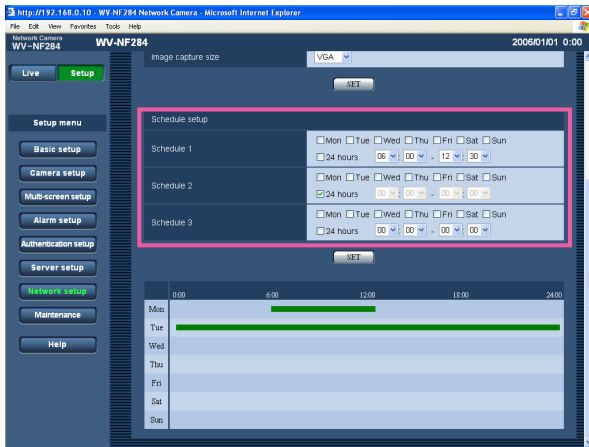 http://192.168.0.10 - WV-NF284 Network Camera - Microsoft Internet Explorer
File Edit View Favorites Tools Help
Network Camera
WV-NF284 WV-NF284 2006/01/01 0:00
Image capture size VGA
Live Setup
SET
Setup menu
Schedule setup
Basic setup
Schedule 1
Mon Tue Wed Thu Fri Sat Sun
24 hours 06 : 00 - 12 : 30
Camera setup
Schedule 2
Mon Tue Wed Thu Fri Sat Sun
24 hours 00 : 00 - 00 : 00
Multi-screen setup
Alarm setup
Schedule 3
Mon Tue Wed Thu Fri Sat Sun
24 hours 00 : 00 - 00 : 00
Authentication setup
SET
Server setup
Network setup
0:00 6:00 12:00 18:00 24:00
Maintenance
Mon
Tue
Help
Wed
Thu
Fri
Sat
Sun